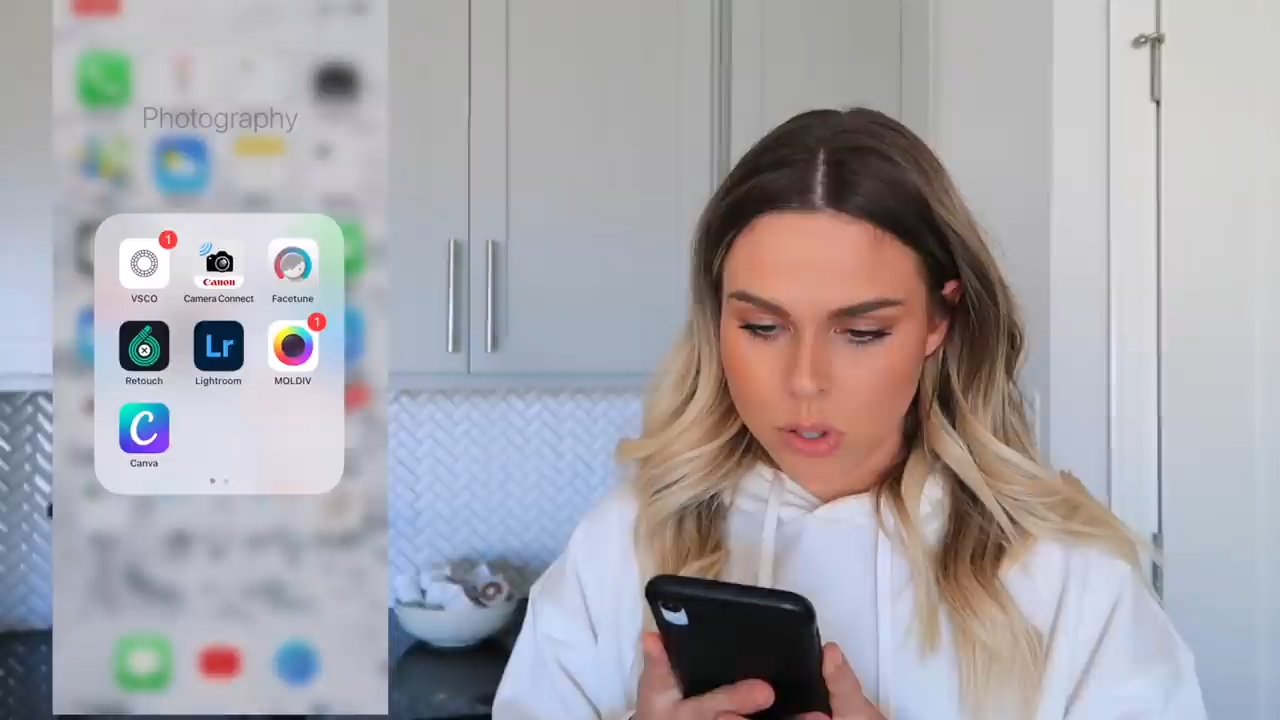 Photography
1
Canon
VSCO
Camera Connect
Facetune
1
Lr
Retouch
Lightroom
MOLDIV
C
Canva